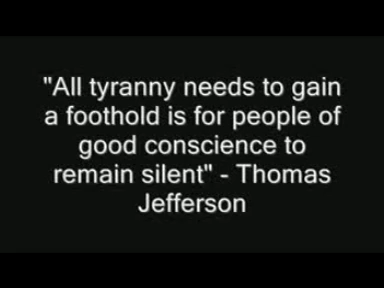 "All tyranny needs to gain
a foothold is for people of
good conscience to
remain silent" - Thomas
Jefferson